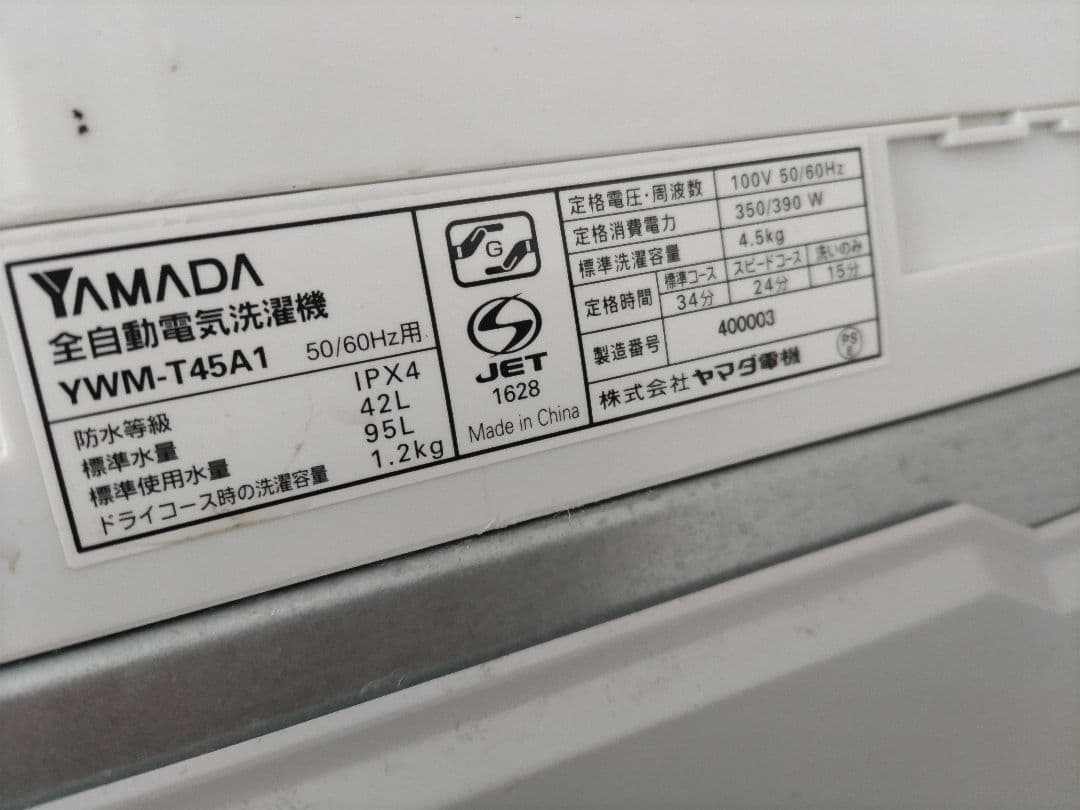 YAMADA
全自動電気洗濯機
YWM-T45A1 50/60Hz用
防水等級 IPX4
標準水量 42L
標準使用水量 95L
ドライコース時の洗濯容量 1.2kg
G
JET
1628
Made in China
定格電圧・周波数 100V 50/60Hz
定格消費電力 350/390 W
標準洗濯容量 4.5kg
定格時間 標準コース スピードコース 洗いのみ
34分 24分 15分
製造番号 400003
株式会社ヤマダ電機
PS
E